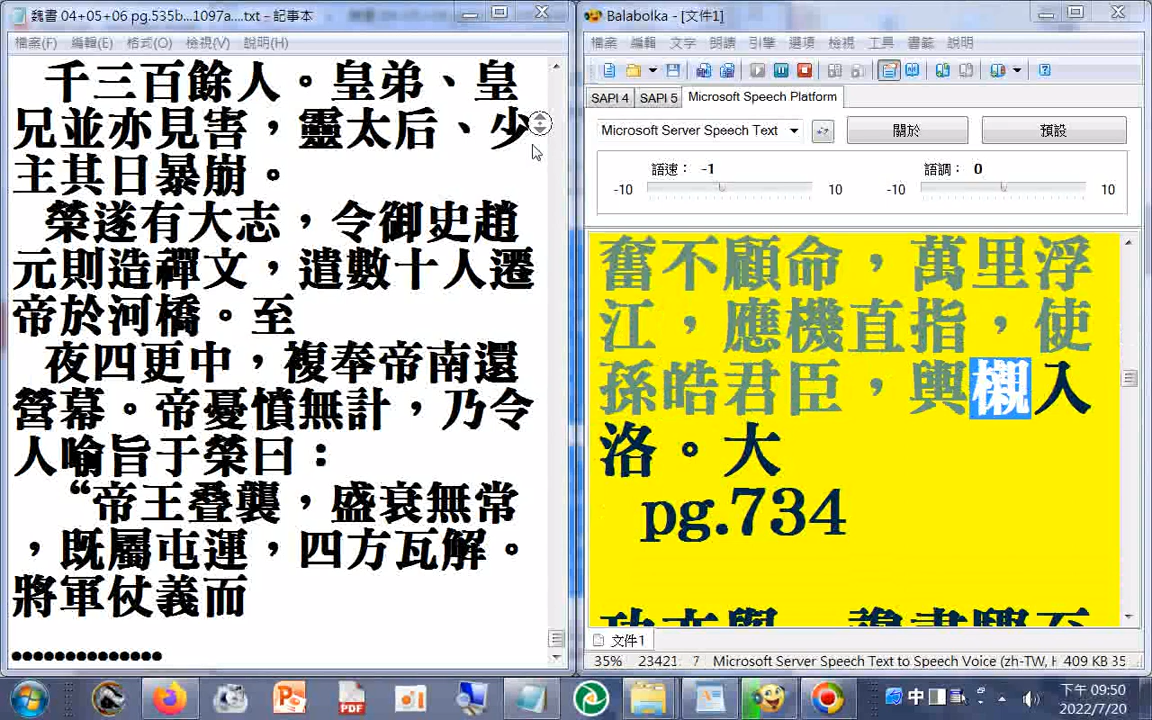 魏書 04+05+06 pg.535b...1097a....txt - 記事本
檔案(F) 編輯(E) 格式(O) 檢視(V) 說明(H)
千三百餘人。皇弟、皇
兄並亦見害，靈太后、少
主其日暴崩。
榮遂有大志，令御史趙
元則造禪文，遣數十人遷
帝於河橋。至
夜四更中，複奉帝南還
營幕。帝憂憤無計，乃令
人喻旨于榮曰：
“帝王疊襲，盛衰無常
，既屬屯運，四方瓦解。
將軍仗義而
●●●●●●●●●●●●●●
Balabolka - [文件1]
檔案 編輯 文字 朗讀 引擎 選項 檢視 工具 書籤 說明
SAPI 4 SAPI 5 Microsoft Speech Platform
Microsoft Server Speech Text 關於 預設
語速： -1 語調： 0
-10 10 -10 10
奮不顧命，萬里浮
江，應機直指，使
孫皓君臣，輿櫬入
洛。大
pg.734
文件1
35% 23421. 7 Microsoft Server Speech Text to Speech Voice (zh-TW, H 409 KB 35
中
下午 09:50
2022/7/20